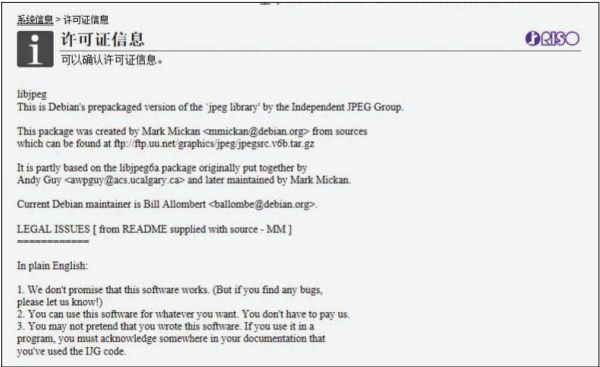 系统信息 > 许可证信息
许可证信息
RISO
可以确认许可证信息。
libjpeg
This is Debian's prepackaged version of the `jpeg library' by the Independent JPEG Group.
This package was created by Mark Mickan <mmickan@debian.org> from sources
which can be found at ftp://ftp.uu.net/graphics/jpeg/jpegsrc.v6b.tar.gz
It is partly based on the libjpeg6a package originally put together by
Andy Guy <awpguy@acs.ucalgary.ca> and later maintained by Mark Mickan.
Current Debian maintainer is Bill Allombert <ballombe@debian.org>.
LEGAL ISSUES [ from README supplied with source - MM ]
============
In plain English:
1. We don't promise that this software works. (But if you find any bugs,
please let us know!)
2. You can use this software for whatever you want. You don't have to pay us.
3. You may not pretend that you wrote this software. If you use it in a
program, you must acknowledge somewhere in your documentation that
you've used the IJG code.